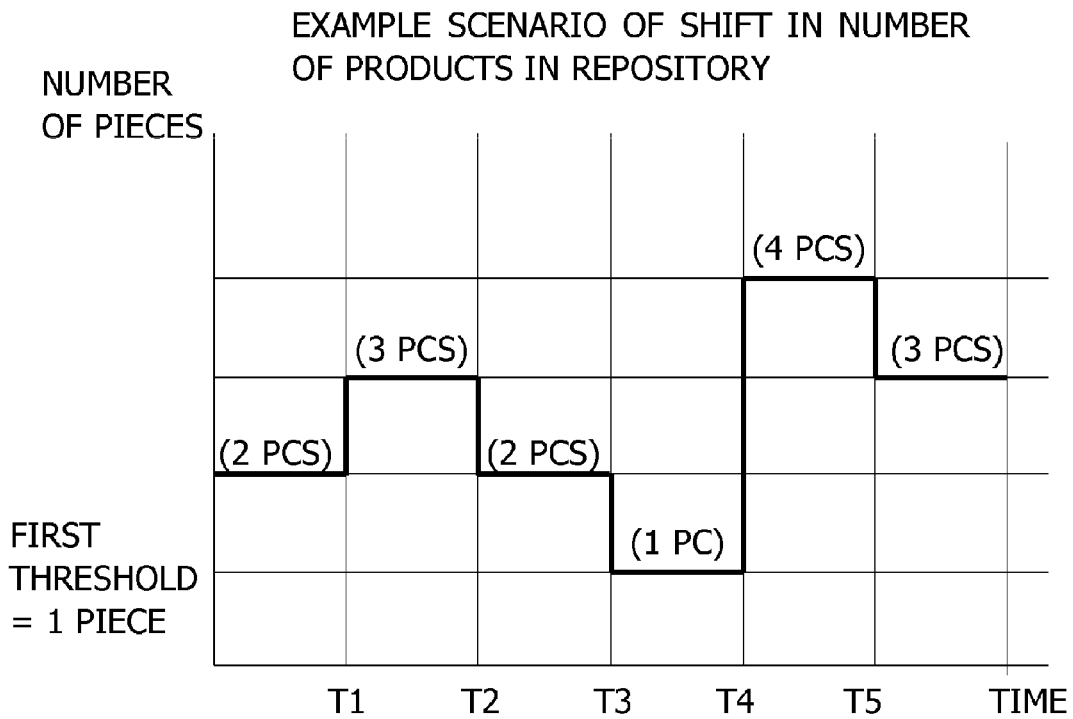 EXAMPLE SCENARIO OF SHIFT IN NUMBER
OF PRODUCTS IN REPOSITORY
NUMBER
OF PIECES
(4 PCS)
(3 PCS)
(3 PCS)
(2 PCS)
(2 PCS)
(1 PC)
FIRST
THRESHOLD
= 1 PIECE
T1
T2
T3
T4
T5
TIME